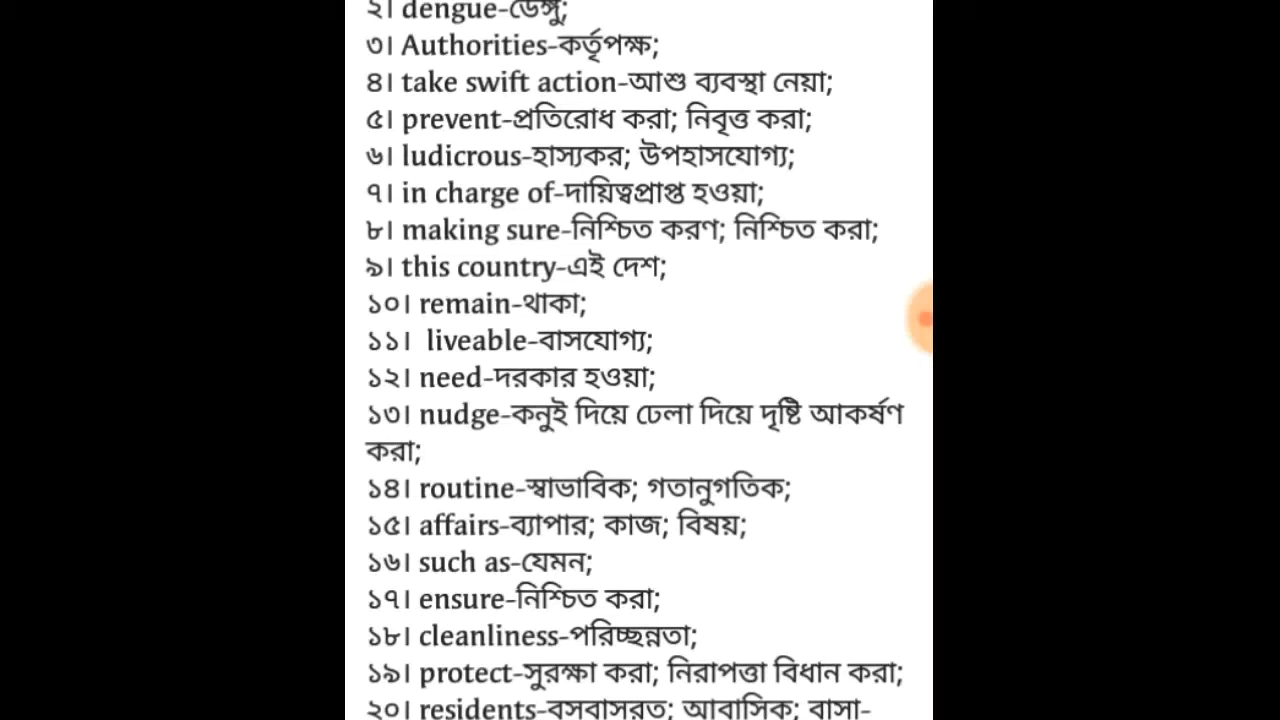 ২। dengue-ডেঙ্গু;
৩। Authorities-কর্তৃপক্ষ;
৪। take swift action-আশু ব্যবস্থা নেয়া;
৫। prevent-প্রতিরোধ করা; নিবৃত্ত করা;
৬। ludicrous-হাস্যকর; উপহাসযোগ্য;
৭। in charge of-দায়িত্বপ্রাপ্ত হওয়া;
৮। making sure-নিশ্চিত করণ; নিশ্চিত করা;
৯। this country-এই দেশ;
১০। remain-থাকা;
১১। liveable-বাসযোগ্য;
১২। need-দরকার হওয়া;
১৩। nudge-কনুই দিয়ে ঢেলা দিয়ে দৃষ্টি আকর্ষণ
করা;
১৪। routine-স্বাভাবিক; গতানুগতিক;
১৫। affairs-ব্যাপার; কাজ; বিষয়;
১৬। such as-যেমন;
১৭। ensure-নিশ্চিত করা;
১৮। cleanliness-পরিচ্ছন্নতা;
১৯। protect-সুরক্ষা করা; নিরাপত্তা বিধান করা;
২০। residents-বসবাসরত; আবাসিক; বাসা-